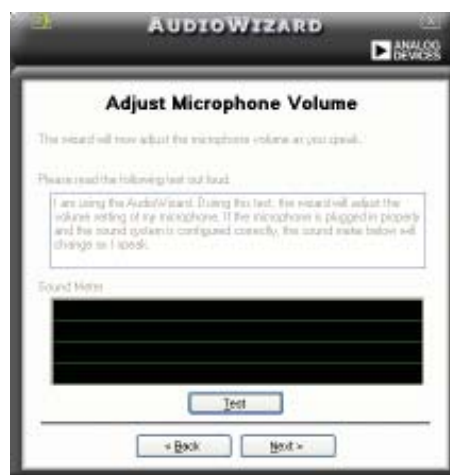 AUDIOWIZARD
ANALOG
DEVICES
Adjust Microphone Volume
The wizard will now adjust the microphone volume as you speak.
Please read the following text out loud.
I am using the AudioWizard. During this test, the wizard will adjust the
volume setting of my microphone. If the microphone is plugged in properly
and the sound system is configured correctly, the sound meter below will
change as I speak.
Sound Meter
Test
< Back
Next >